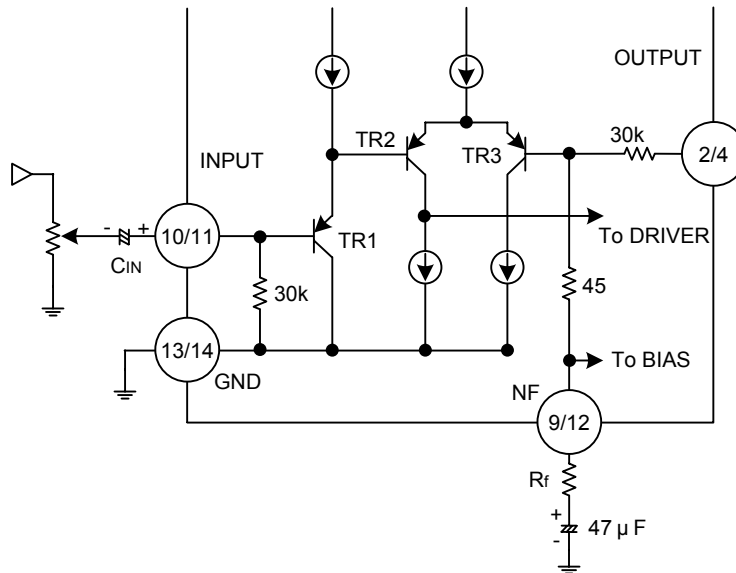 OUTPUT
TR2
30k
TR3
2/4
INPUT
- +
10/11
TR1
To DRIVER
CIN
30k
45
13/14
GND
To BIAS
NF
9/12
Rf
+
47 μF
-